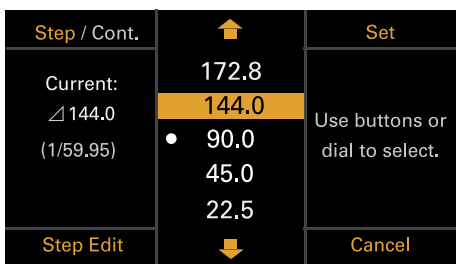 Step / Cont.
Current:
⊿144.0
(1/59.95)
Step Edit
172.8
144.0
90.0
45.0
22.5
Set
Use buttons or
dial to select.
Cancel